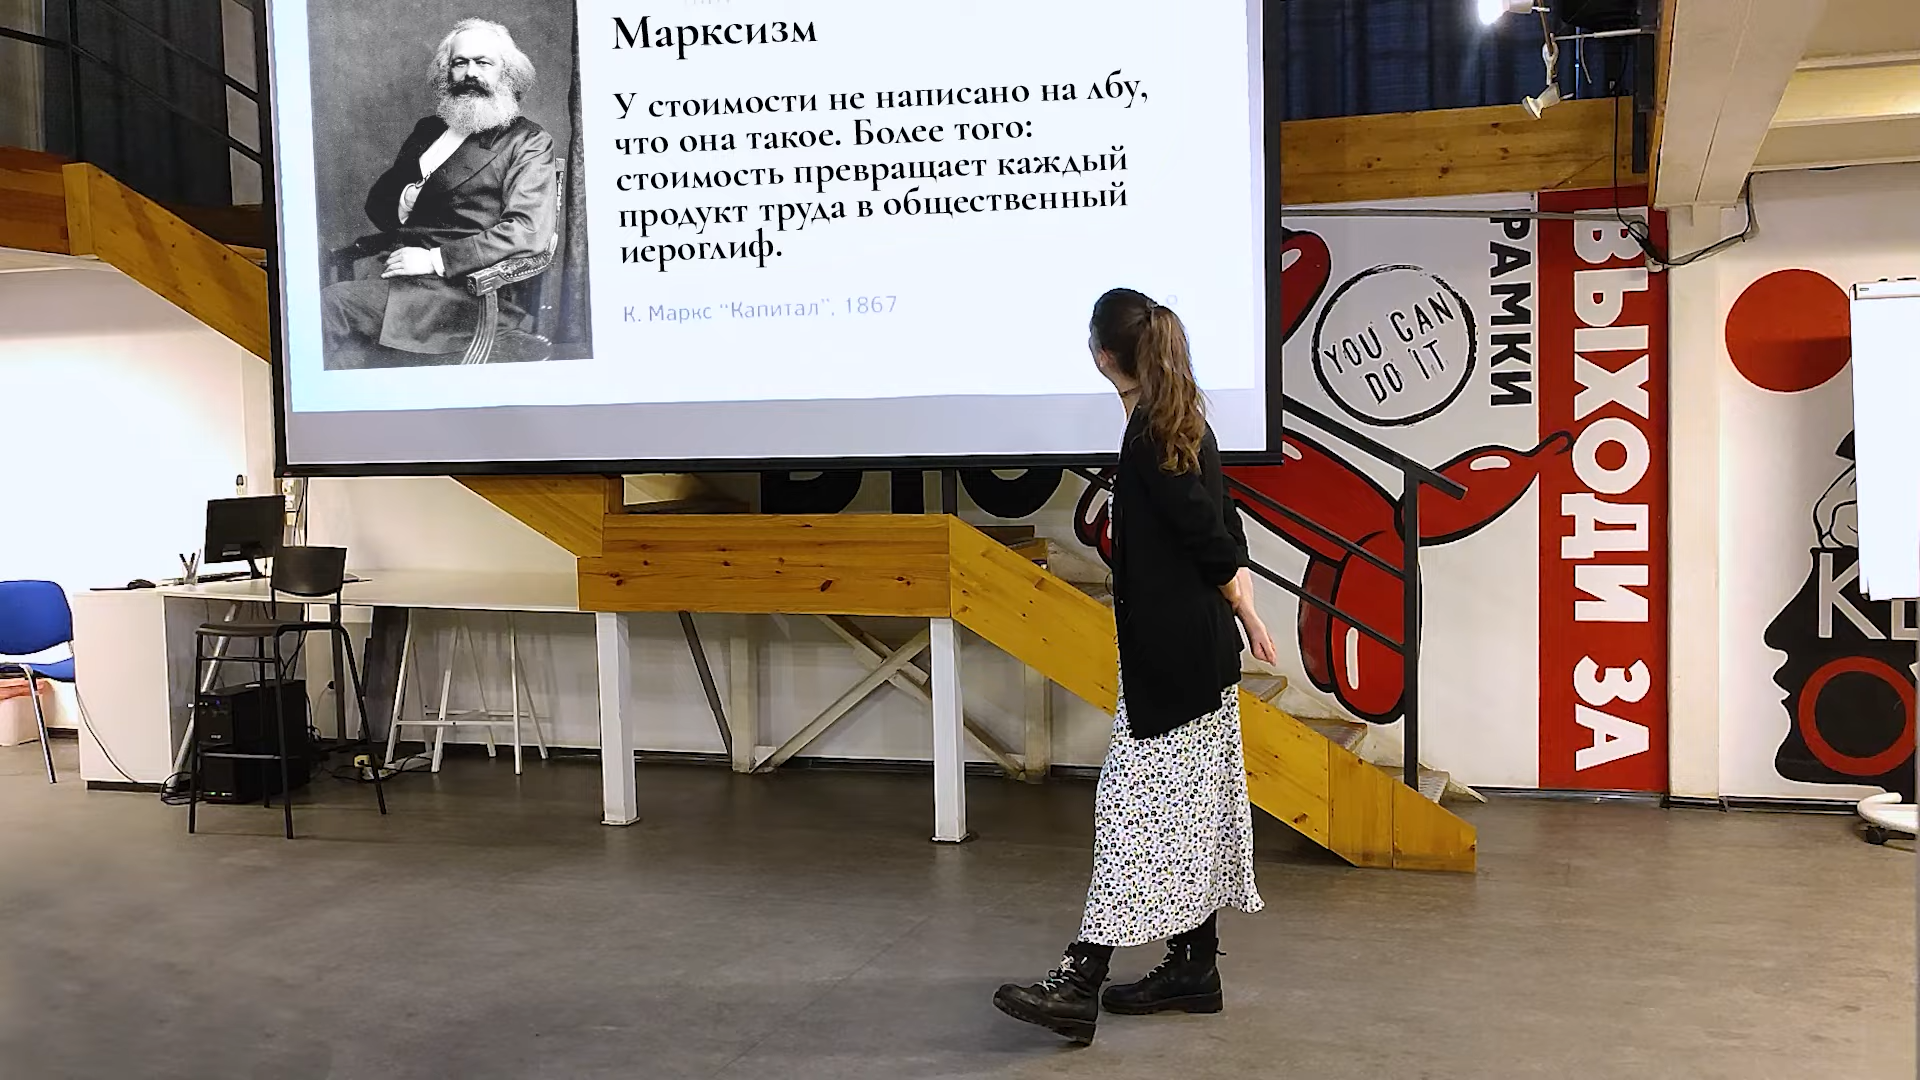 Марксизм
У стоимости не написано на лбу,
что она такое. Более того:
стоимость превращает каждый
продукт труда в общественный
иероглиф.
К. Маркс “Капитал”, 1867
YOU CAN
DO IT
РАМКИ
ВЫХОДИ ЗА